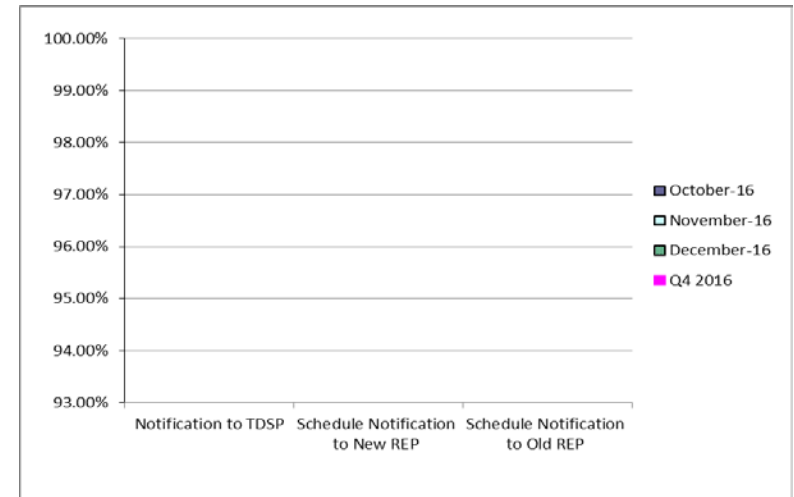 100.00%
99.00%
98.00%
97.00%
96.00%
95.00%
94.00%
93.00%
Notification to TDSP
Schedule Notification
to New REP
Schedule Notification
to Old REP
October-16
November-16
December-16
Q4 2016